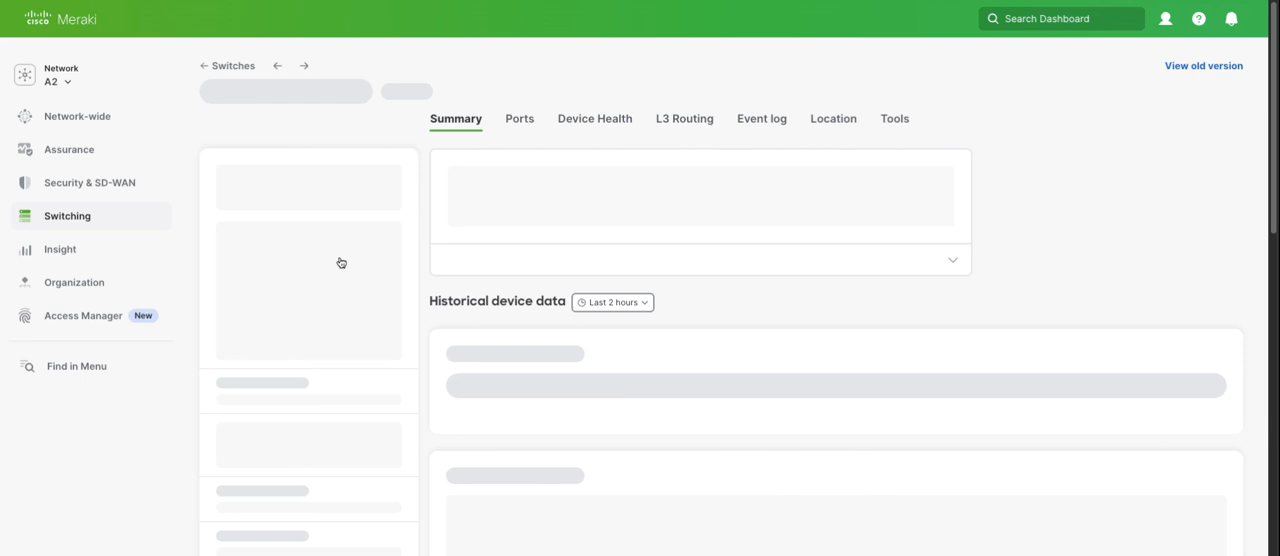 CISCO Meraki
Search Dashboard
Network
A2
Network-wide
Assurance
Security & SD-WAN
Switching
Insight
Organization
Access Manager New
Find in Menu
← Switches ← →
View old version
Summary Ports Device Health L3 Routing Event log Location Tools
Historical device data Last 2 hours